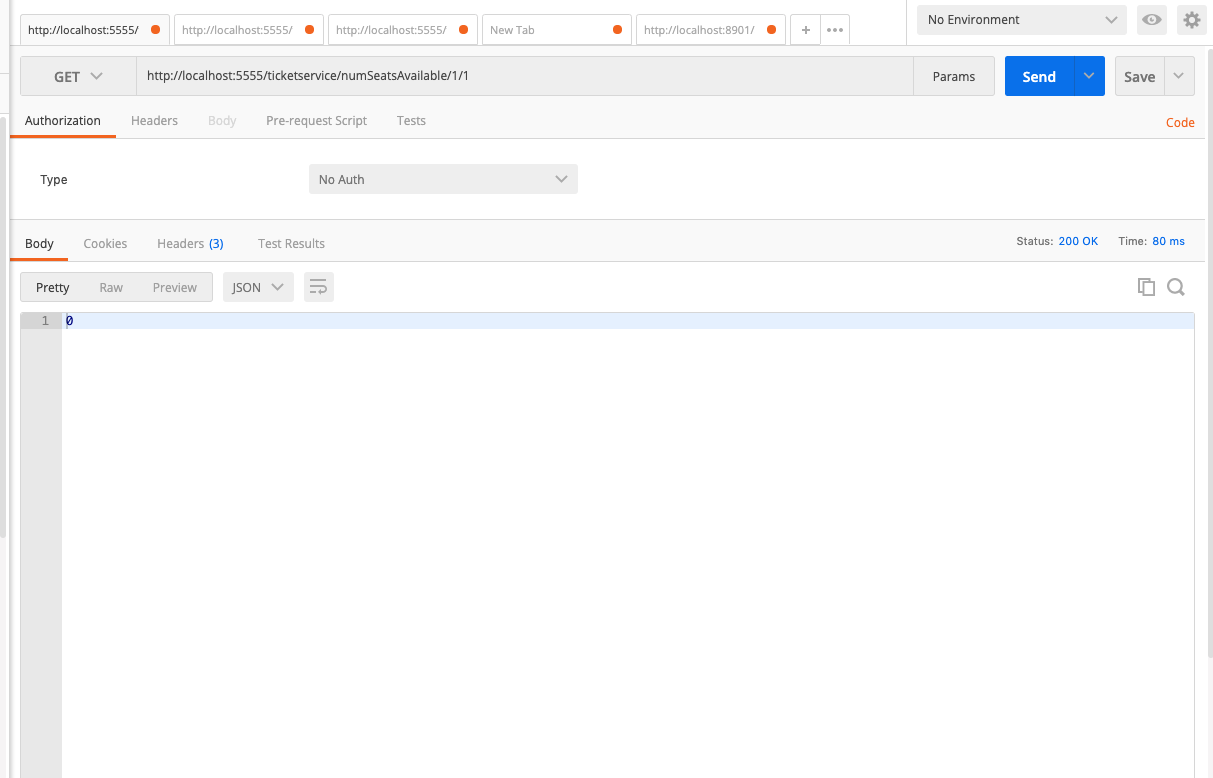 http://localhost:5555/ http://localhost:5555/ http://localhost:5555/ New Tab http://localhost:8901/ + ••• No Environment
GET http://localhost:5555/ticketservice/numSeatsAvailable/1/1 Params Send Save
Authorization Headers Body Pre-request Script Tests Code
Type No Auth
Body Cookies Headers (3) Test Results Status: 200 OK Time: 80 ms
Pretty Raw Preview JSON
1 0